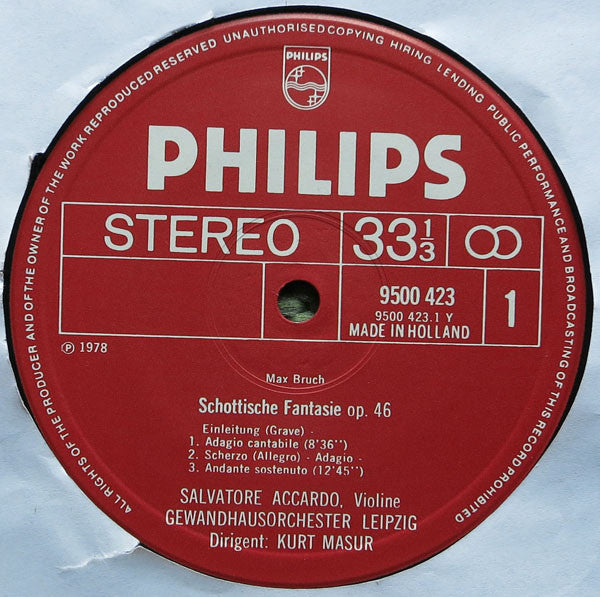 ALL RIGHTS OF THE PRODUCER AND OF THE OWNER OF THE WORK REPRODUCED RESERVED UNAUTHORISED COPYING HIRING LENDING PUBLIC PERFORMANCE AND BROADCASTING OF THIS RECORD PROHIBITED
PHILIPS
PHILIPS
STEREO 33 1/3
9500 423 1
9500 423.1 Y
MADE IN HOLLAND
℗ 1978
Max Bruch
Schottische Fantasie op. 46
Einleitung (Grave) -
1. Adagio cantabile (8'36'')
2. Scherzo (Allegro) - Adagio -
3. Andante sostenuto (12'45'')
SALVATORE ACCARDO, Violine
GEWANDHAUSORCHESTER LEIPZIG
Dirigent: KURT MASUR